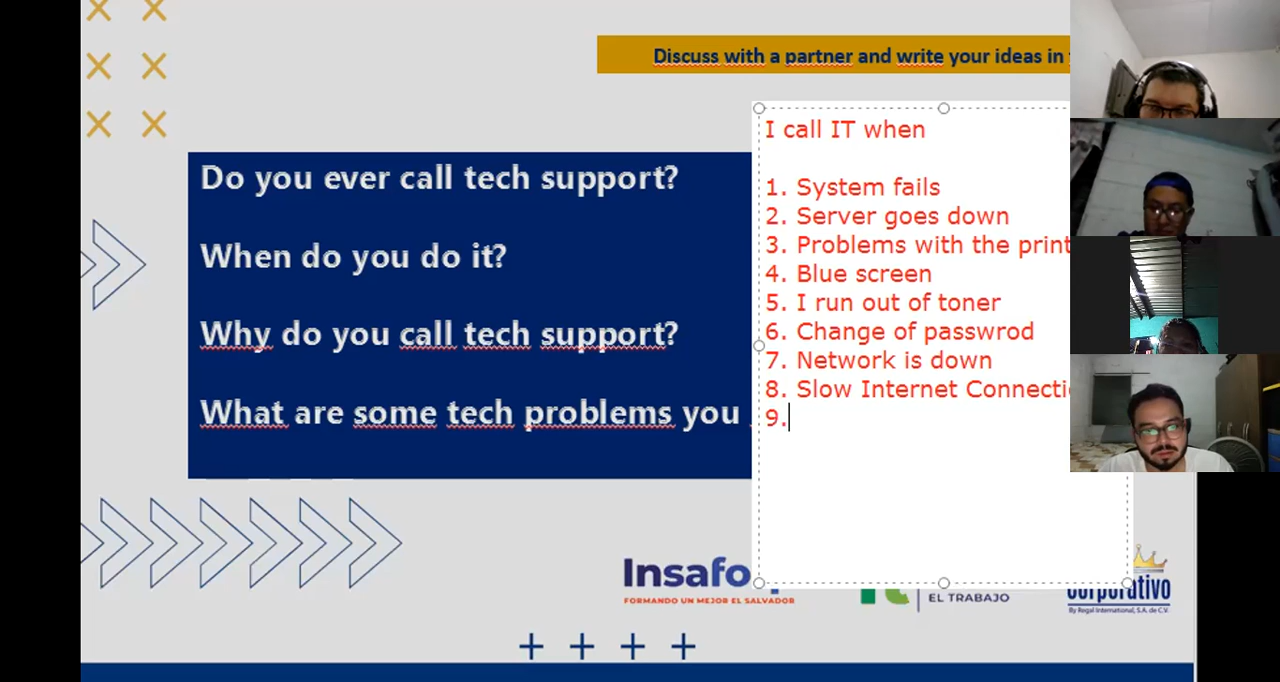 Discuss with a partner and write your ideas in
Do you ever call tech support?
When do you do it?
Why do you call tech support?
What are some tech problems you
I call IT when
1. System fails
2. Server goes down
3. Problems with the print
4. Blue screen
5. I run out of toner
6. Change of passwrod
7. Network is down
8. Slow Internet Connecti
9.
Insafo
FORMANDO UN MEJOR EL SALVADOR
EL TRABAJO
corporativo
By Regal International, S.A. de C.V.